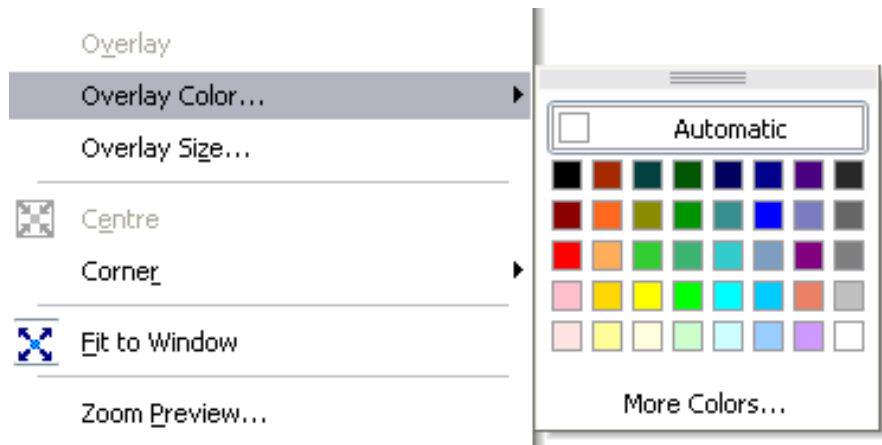 Overlay
Overlay Color...
Overlay Size...
Centre
Corner
Fit to Window
Zoom Preview...
Automatic
More Colors...